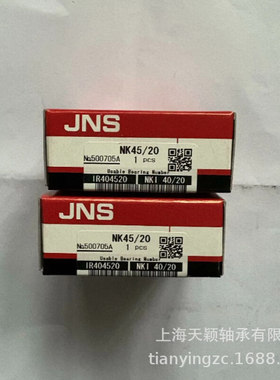 JNS
NK45/20
1 pcs
No500705A
Usable Bearing Number
IR404520 NKI 40/20
JNS
NK45/20
1 pcs
No500705A
Usable Bearing Number
IR404520 NKI 40/20
上海天颖轴承有限
tianyingzc.1688.